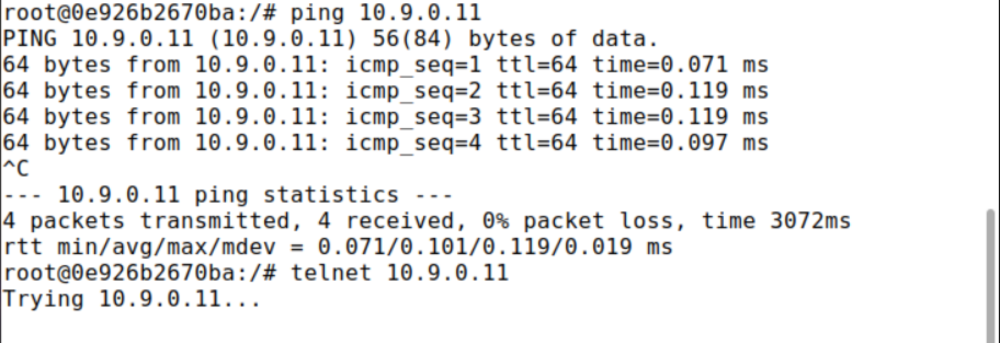 root@0e926b2670ba:/# ping 10.9.0.11
PING 10.9.0.11 (10.9.0.11) 56(84) bytes of data.
64 bytes from 10.9.0.11: icmp_seq=1 ttl=64 time=0.071 ms
64 bytes from 10.9.0.11: icmp_seq=2 ttl=64 time=0.119 ms
64 bytes from 10.9.0.11: icmp_seq=3 ttl=64 time=0.119 ms
64 bytes from 10.9.0.11: icmp_seq=4 ttl=64 time=0.097 ms
^C
--- 10.9.0.11 ping statistics ---
4 packets transmitted, 4 received, 0% packet loss, time 3072ms
rtt min/avg/max/mdev = 0.071/0.101/0.119/0.019 ms
root@0e926b2670ba:/# telnet 10.9.0.11
Trying 10.9.0.11...